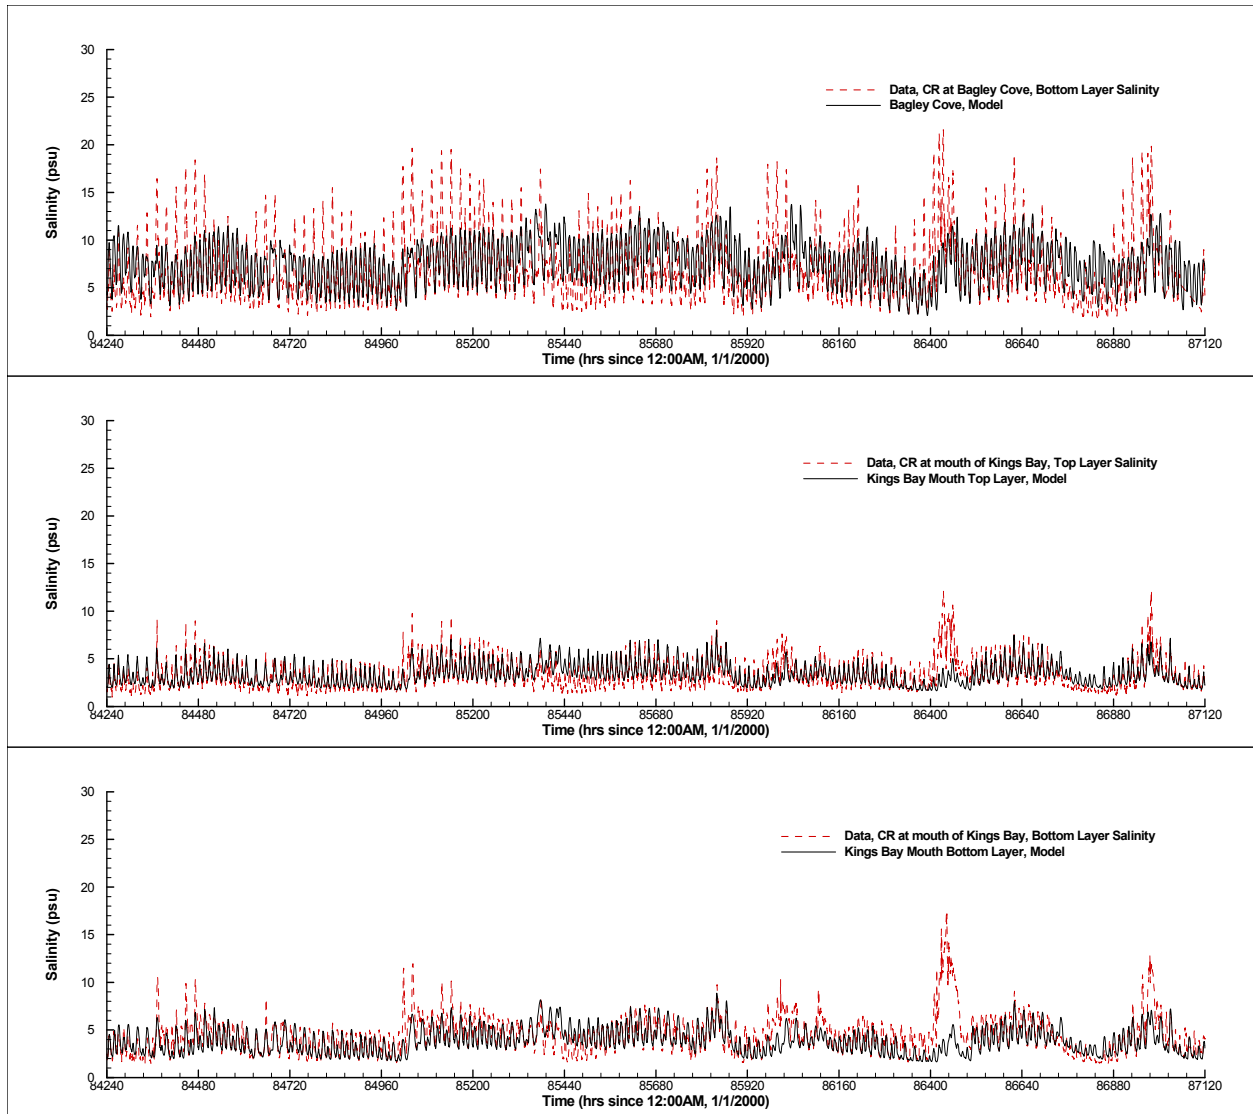 30
25
20
15
10
5
0
Salinity (psu)
Data, CR at Bagley Cove, Bottom Layer Salinity
Bagley Cove, Model
84240 84480 84720 84960 85200 85440 85680 85920 86160 86400 86640 86880 87120
Time (hrs since 12:00AM, 1/1/2000)
30
25
20
15
10
5
0
Salinity (psu)
Data, CR at mouth of Kings Bay, Top Layer Salinity
Kings Bay Mouth Top Layer, Model
84240 84480 84720 84960 85200 85440 85680 85920 86160 86400 86640 86880 87120
Time (hrs since 12:00AM, 1/1/2000)
30
25
20
15
10
5
0
Salinity (psu)
Data, CR at mouth of Kings Bay, Bottom Layer Salinity
Kings Bay Mouth Bottom Layer, Model
84240 84480 84720 84960 85200 85440 85680 85920 86160 86400 86640 86880 87120
Time (hrs since 12:00AM, 1/1/2000)